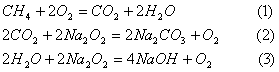 CH₄ + 2O₂ = CO₂ + 2H₂O (1)
2CO₂ + 2Na₂O₂ = 2Na₂CO₃ + O₂ (2)
2H₂O + 2Na₂O₂ = 4NaOH + O₂ (3)